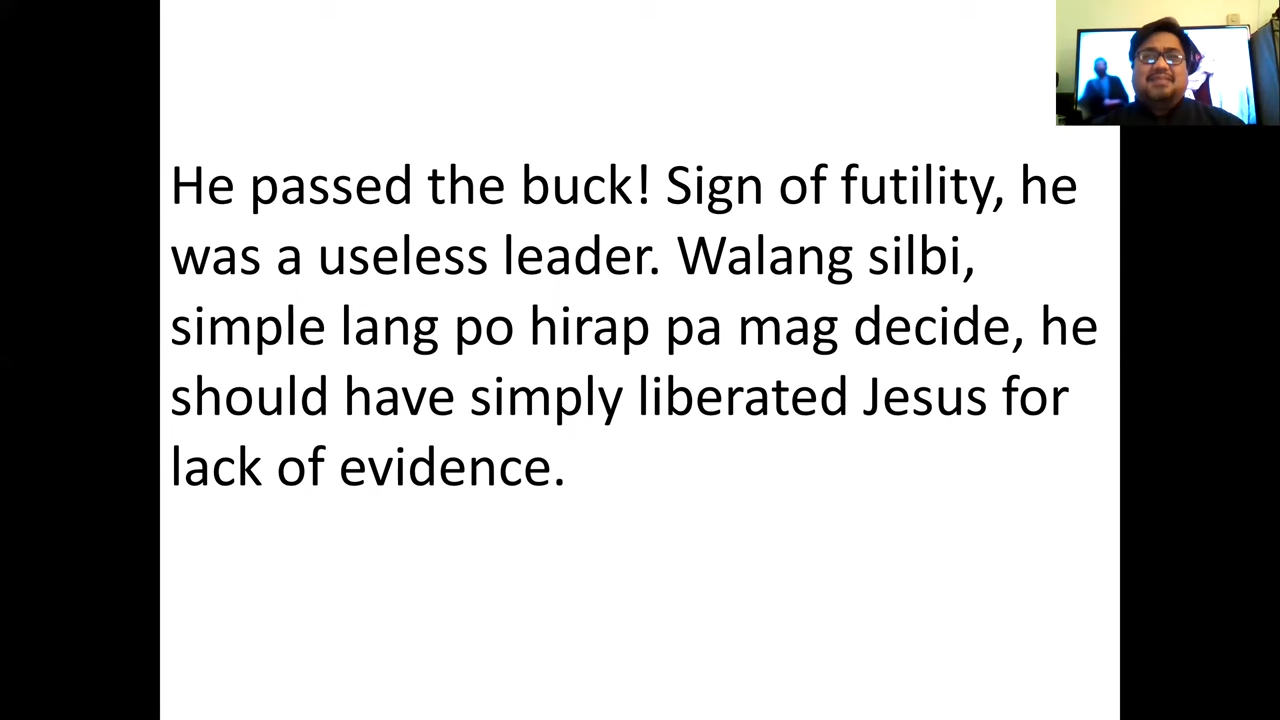 He passed the buck! Sign of futility, he
was a useless leader. Walang silbi,
simple lang po hirap pa mag decide, he
should have simply liberated Jesus for
lack of evidence.